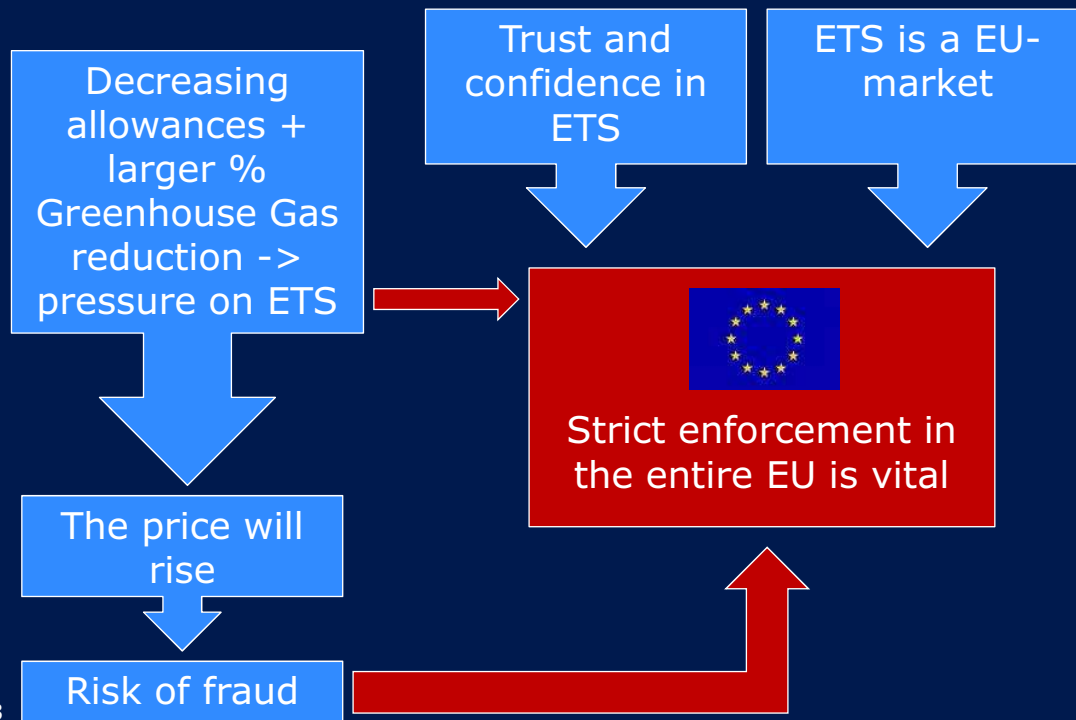 Decreasing
allowances +
larger %
Greenhouse Gas
reduction ->
pressure on ETS
Trust and
confidence in
ETS
ETS is a EU-
market
Strict enforcement in
the entire EU is vital
The price will
rise
Risk of fraud